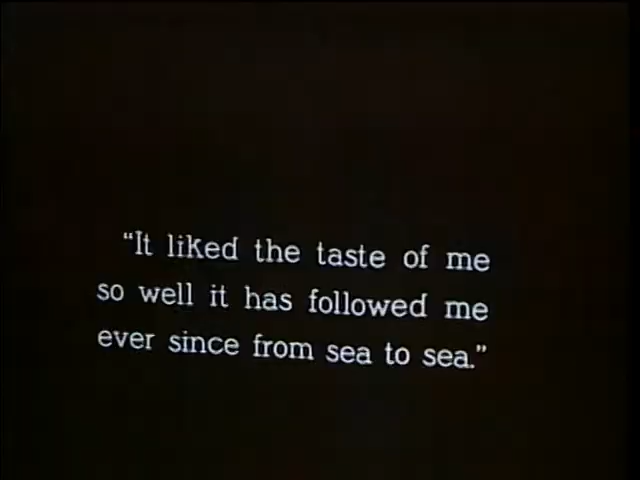 “It liked the taste of me
so well it has followed me
ever since from sea to sea.”